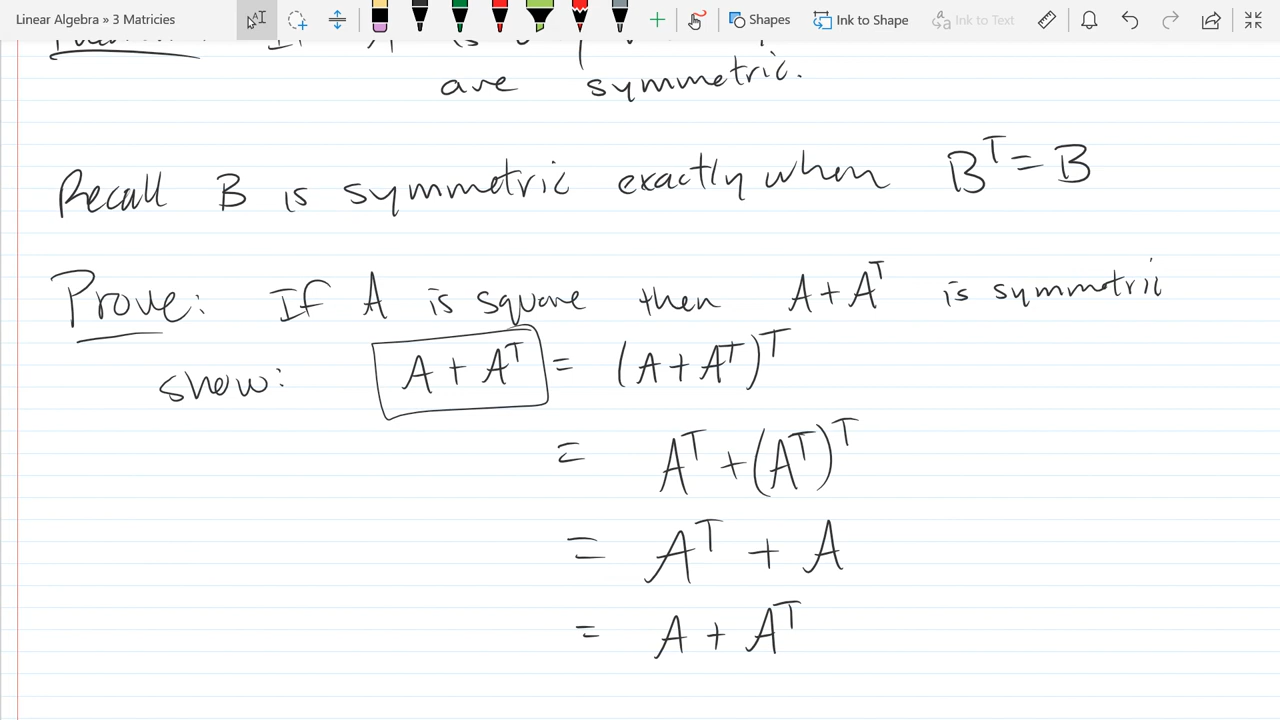 Linear Algebra » 3 Matricies
Shapes
Ink to Shape
Ink to Text
are symmetric.
Recall B is symmetric exactly when B^T = B
Prove: If A is square then A + A^T is symmetric
show: A + A^T = (A + A^T)^T
= A^T + (A^T)^T
= A^T + A
= A + A^T